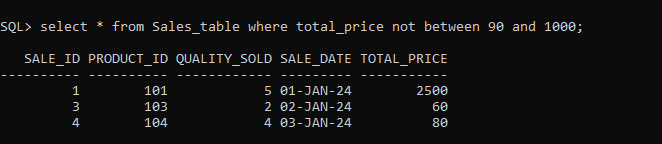 SQL> select * from Sales_table where total_price not between 90 and 1000;
   SALE_ID PRODUCT_ID QUALITY_SOLD SALE_DATE TOTAL_PRICE
---------- ---------- ------------ --------- -----------
         1        101            5 01-JAN-24        2500
         3        103            2 02-JAN-24          60
         4        104            4 03-JAN-24          80